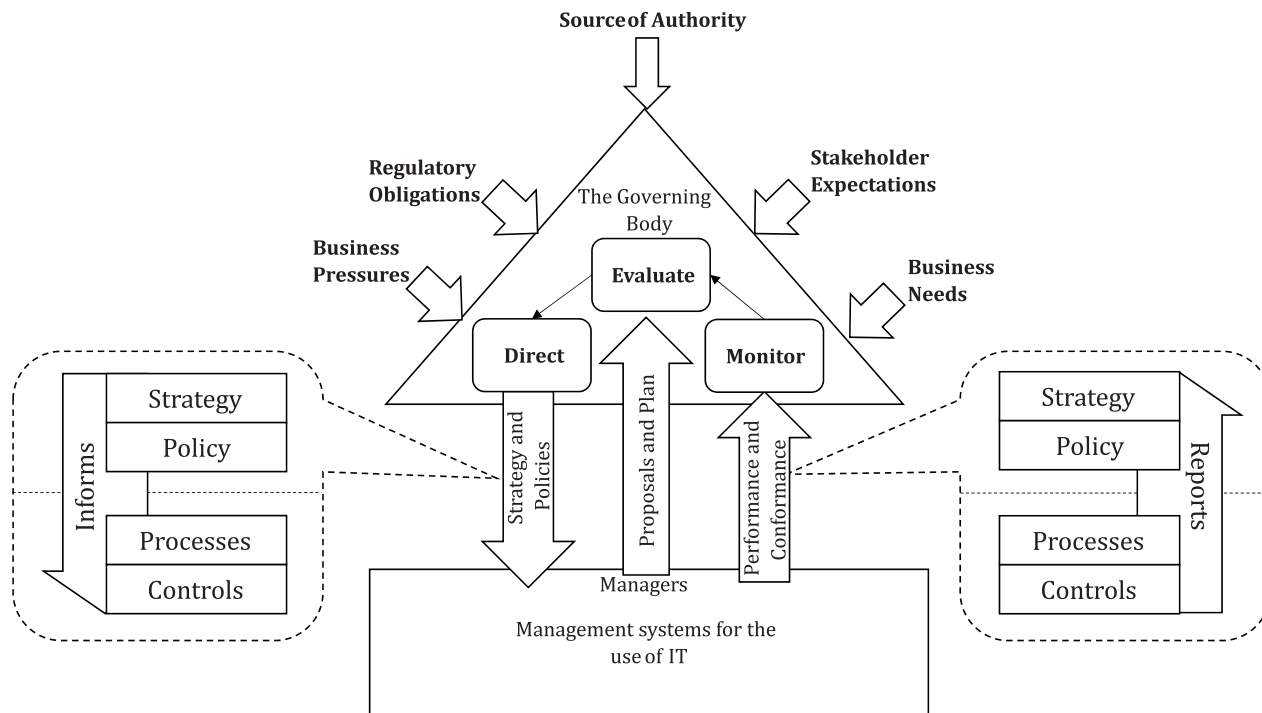 Source of Authority
Regulatory
Obligations
Stakeholder
Expectations
The Governing
Body
Business
Pressures
Business
Needs
Evaluate
Direct
Monitor
Strategy and
Policies
Proposals and Plan
Performance and
Conformance
Informs
Strategy
Policy
Processes
Controls
Strategy
Policy
Processes
Controls
Reports
Managers
Management systems for the
use of IT